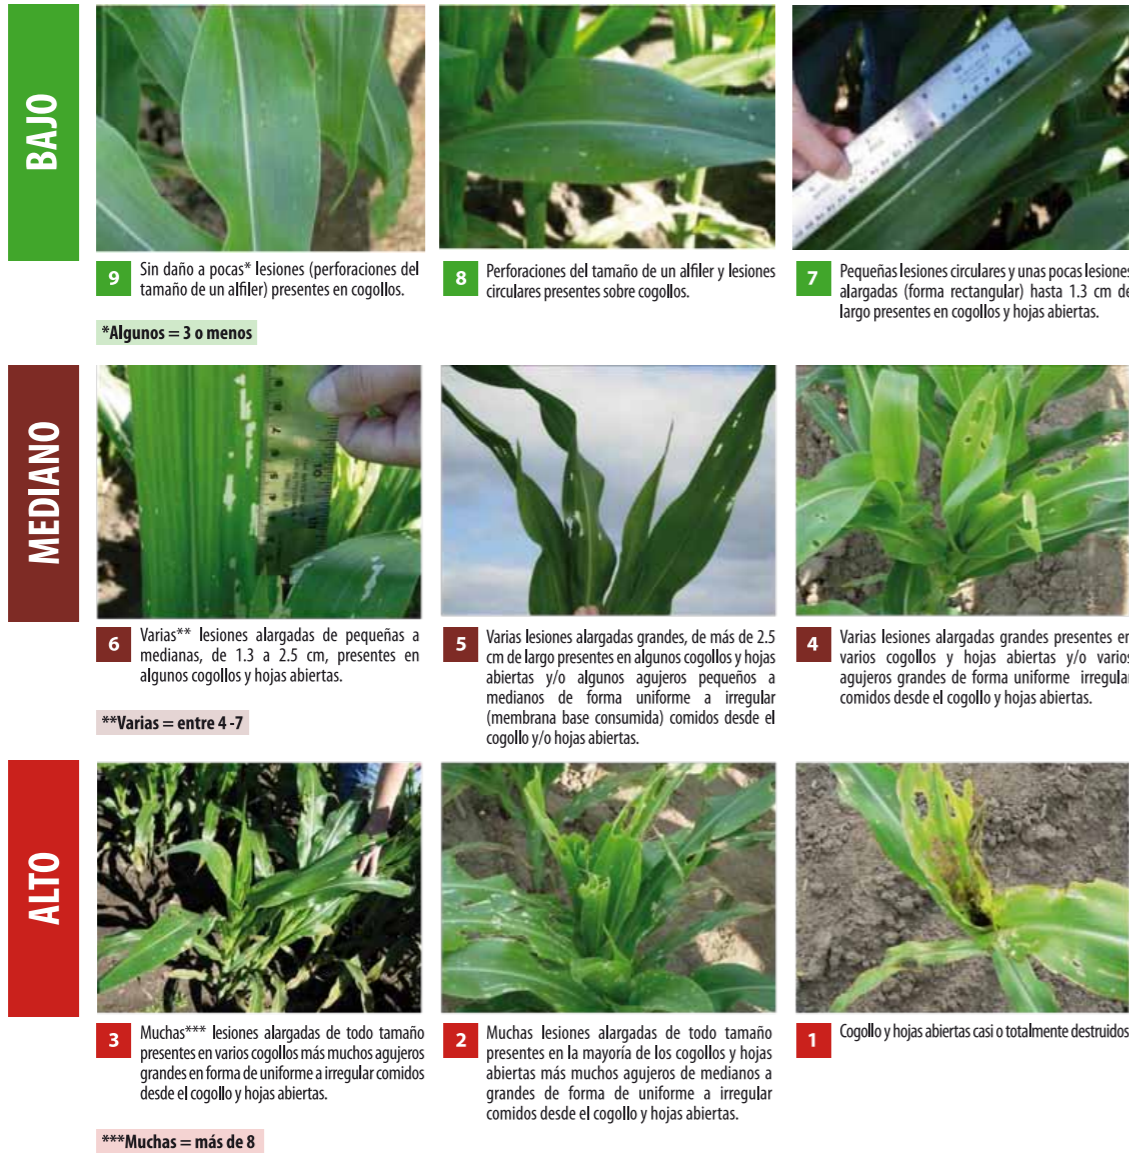 BAJO
9
Sin daño a pocas* lesiones (perforaciones del
tamaño de un alfiler) presentes en cogollos.
*Algunos = 3 o menos
8
Perforaciones del tamaño de un alfiler y lesiones
circulares presentes sobre cogollos.
7
Pequeñas lesiones circulares y unas pocas lesiones
alargadas (forma rectangular) hasta 1.3 cm de
largo presentes en cogollos y hojas abiertas.
MEDIANO
6
Varias** lesiones alargadas de pequeñas a
medianas, de 1.3 a 2.5 cm, presentes en
algunos cogollos y hojas abiertas.
**Varias = entre 4 -7
5
Varias lesiones alargadas grandes, de más de 2.5
cm de largo presentes en algunos cogollos y hojas
abiertas y/o algunos agujeros pequeños a
medianos de forma uniforme a irregular
(membrana base consumida) comidos desde el
cogollo y/o hojas abiertas.
4
Varias lesiones alargadas grandes presentes en
varios cogollos y hojas abiertas y/o varios
agujeros grandes de forma uniforme irregular
comidos desde el cogollo y hojas abiertas.
ALTO
3
Muchas*** lesiones alargadas de todo tamaño
presentes en varios cogollos más muchos agujeros
grandes en forma de uniforme a irregular comidos
desde el cogollo y hojas abiertas.
***Muchas = más de 8
2
Muchas lesiones alargadas de todo tamaño
presentes en la mayoría de los cogollos y hojas
abiertas más muchos agujeros de medianos a
grandes de forma de uniforme a irregular
comidos desde el cogollo y hojas abiertas.
1
Cogollo y hojas abiertas casi o totalmente destruidos